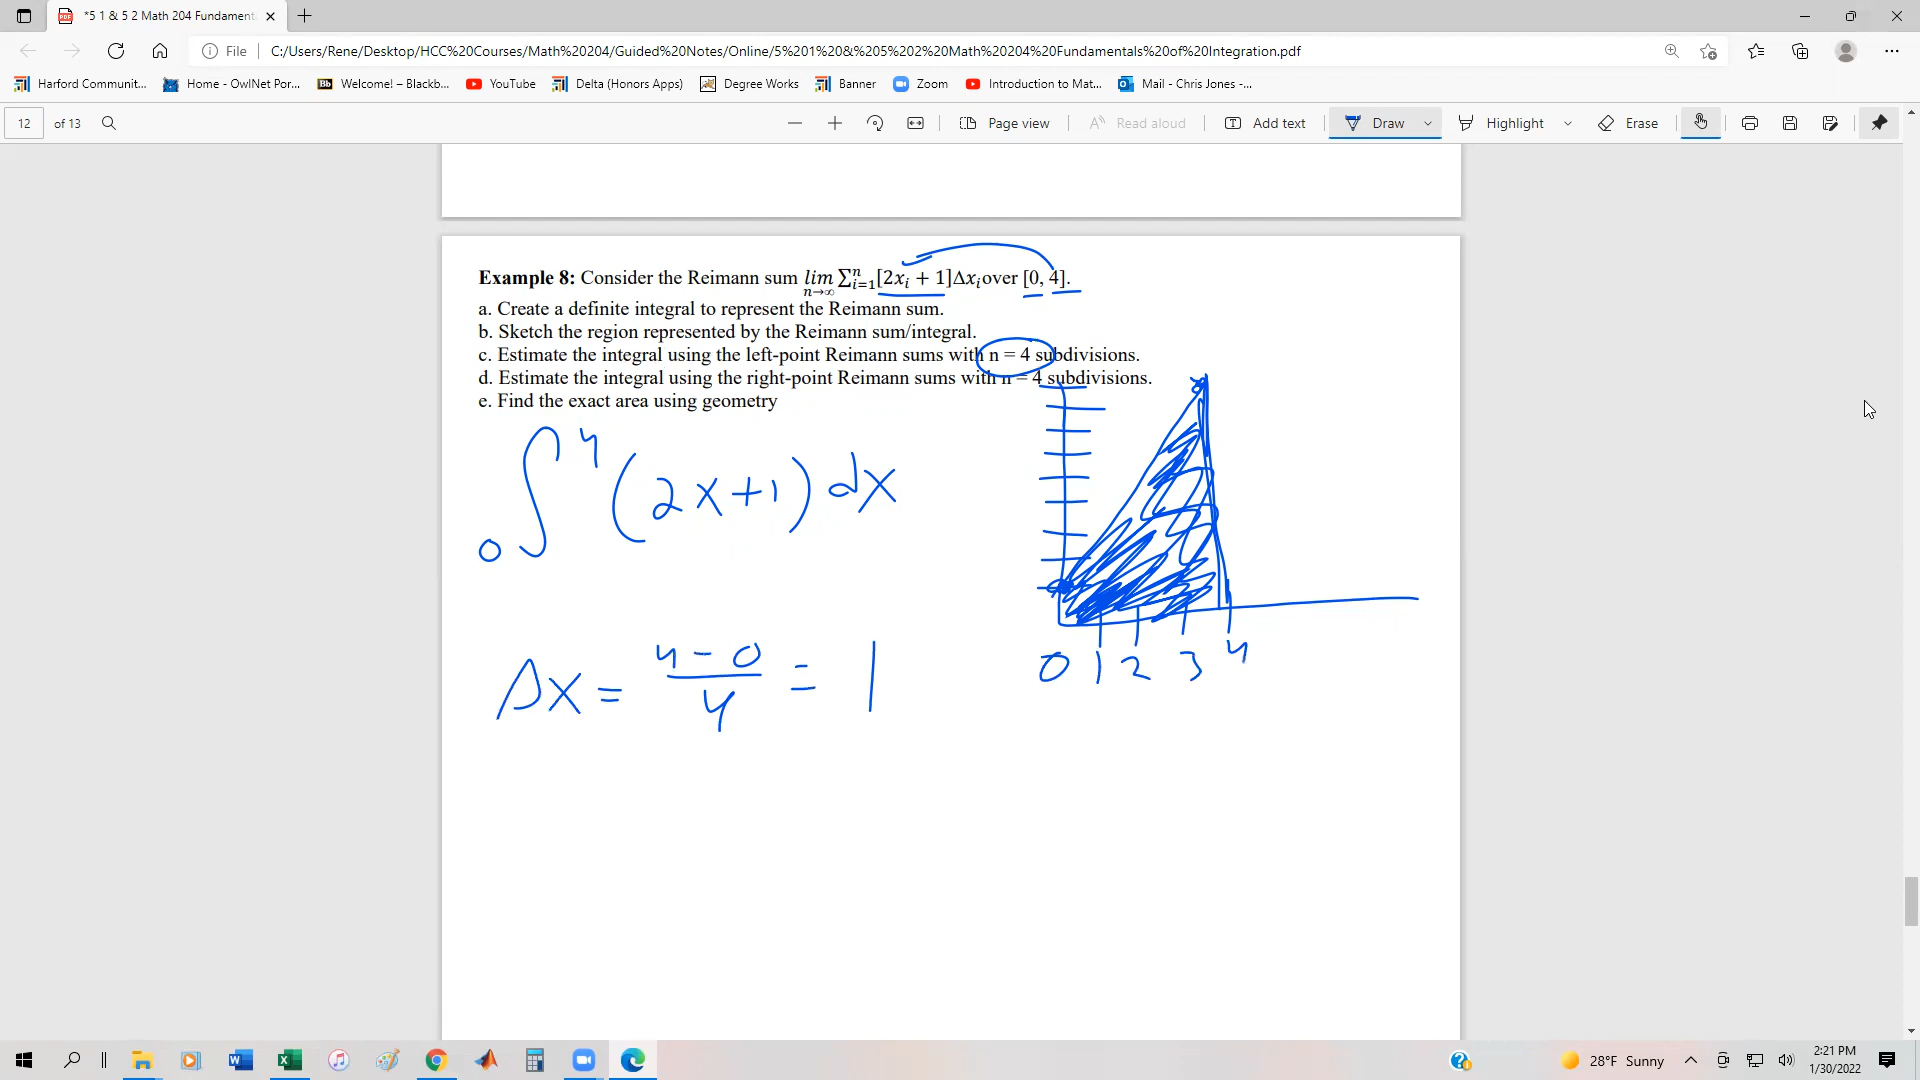 *5 1 & 5 2 Math 204 Fundament
File C:/Users/Rene/Desktop/HCC%20Courses/Math%20204/Guided%20Notes/Online/5%201%20&%205%202%20Math%20204%20Fundamentals%20of%20Integration.pdf
Harford Communit... Home - OwlNet Por... Bb Welcome! – Blackb... YouTube Delta (Honors Apps) Degree Works Banner Zoom Introduction to Mat... Mail - Chris Jones -...
12 of 13 Page view Read aloud Add text Draw Highlight Erase
Example 8: Consider the Reimann sum lim n→∞ ∑ⁿᵢ₌₁[2xᵢ + 1]Δxᵢover [0, 4].
a. Create a definite integral to represent the Reimann sum.
b. Sketch the region represented by the Reimann sum/integral.
c. Estimate the integral using the left-point Reimann sums with n = 4 subdivisions.
d. Estimate the integral using the right-point Reimann sums with n = 4 subdivisions.
e. Find the exact area using geometry
∫₀⁴ (2x+1) dx
Δx = (4-0)/4 = 1
0 1 2 3 4
28°F Sunny
2:21 PM
1/30/2022